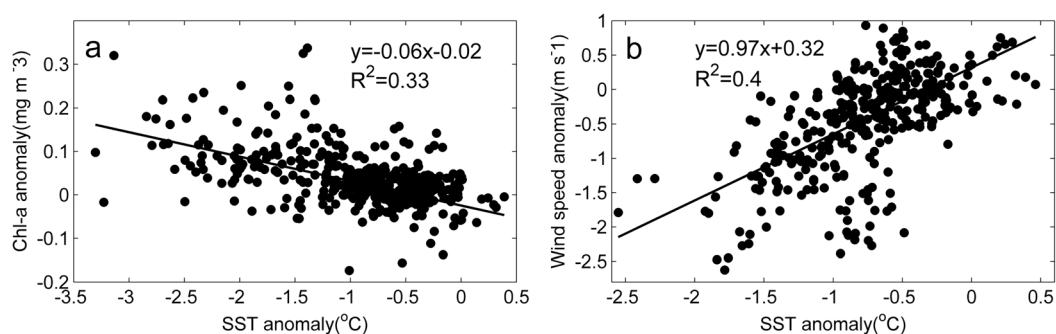 a
y=-0.06x-0.02
R²=0.33
Chl-a anomaly(mg m⁻³)
0.3
0.2
0.1
0
-0.1
-0.2
-3.5 -3 -2.5 -2 -1.5 -1 -0.5 0 0.5
SST anomaly(°C)
b
y=0.97x+0.32
R²=0.4
Wind speed anomaly(m s⁻¹)
1
0.5
0
-0.5
-1
-1.5
-2
-2.5
-2.5 -2 -1.5 -1 -0.5 0 0.5
SST anomaly(°C)